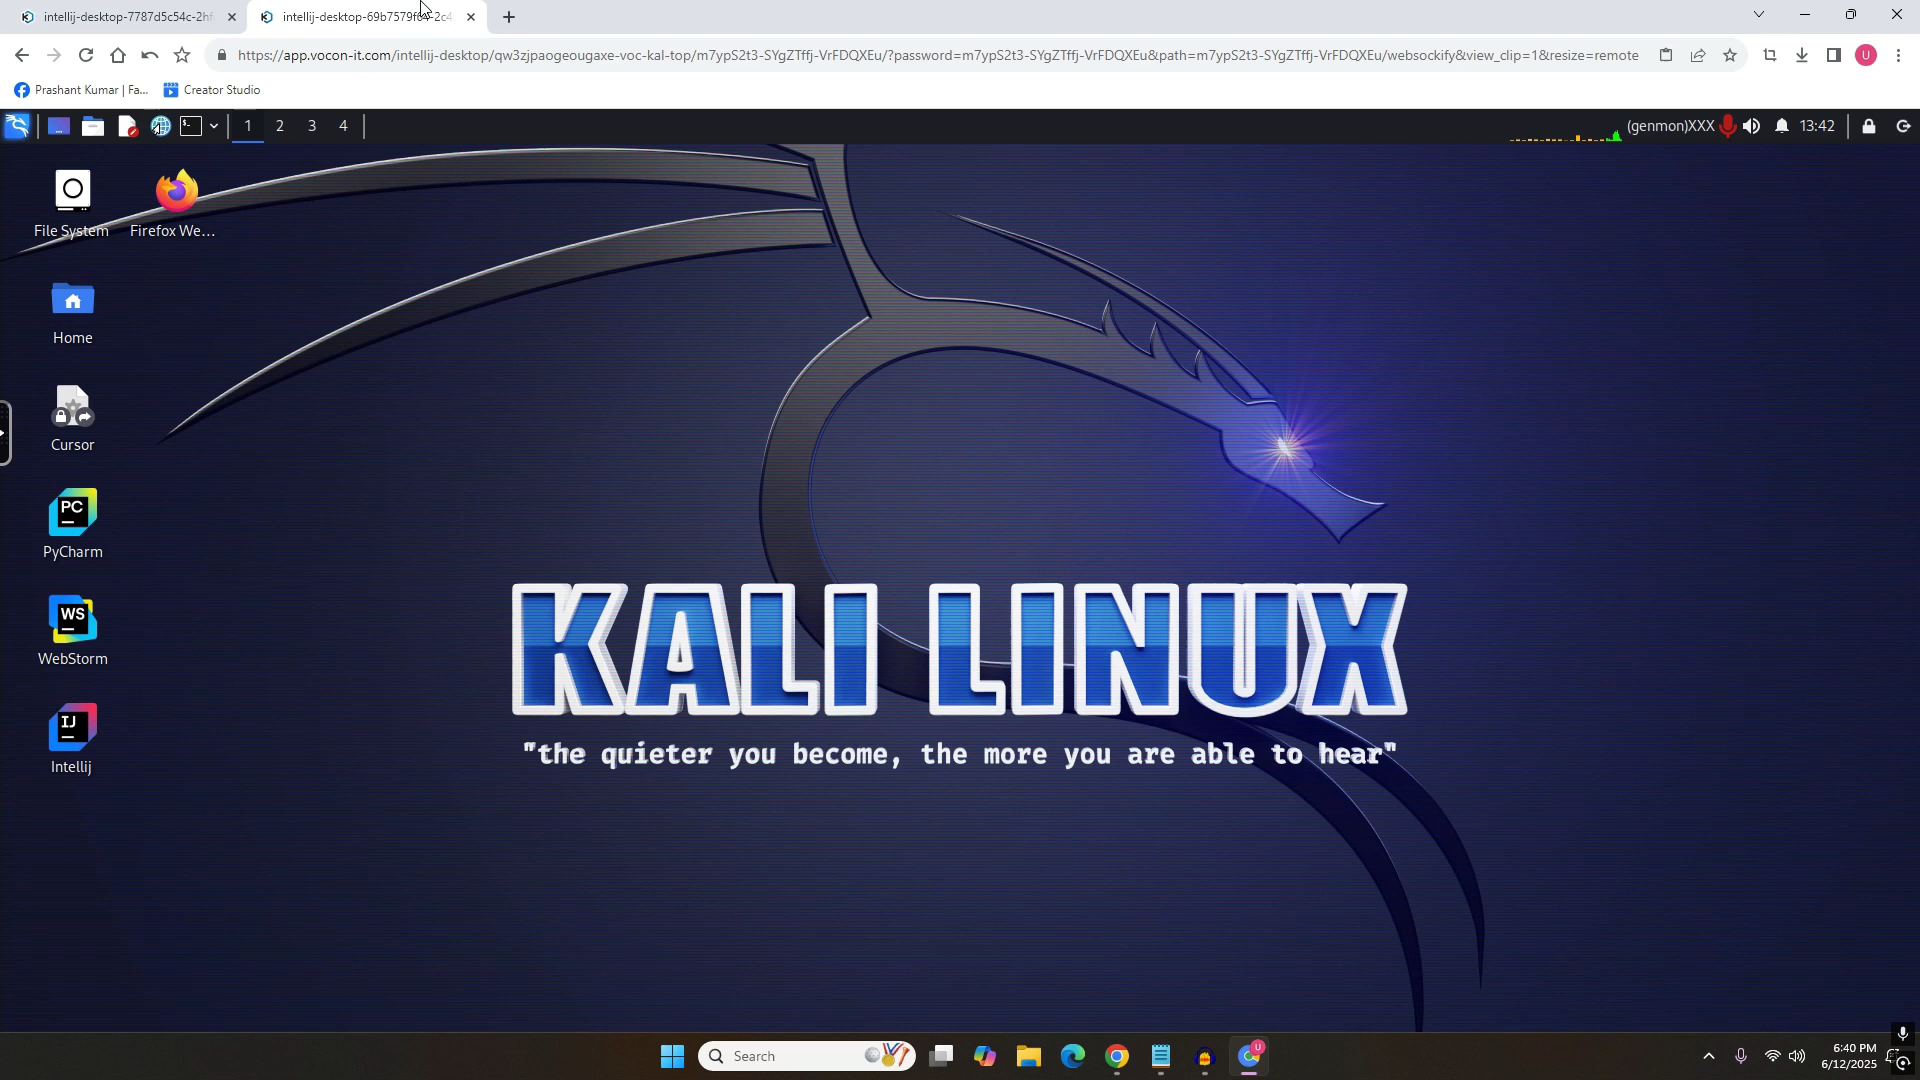 intellij-desktop-7787d5c54c-2hf
intellij-desktop-69b7579f
2c4
https://app.vocon-it.com/intellij-desktop/qw3zjpaogeougaxe-voc-kal-top/m7ypS2t3-SYgZTffj-VrFDQXEu/?password=m7ypS2t3-SYgZTffj-VrFDQXEu&path=m7ypS2t3-SYgZTffj-VrFDQXEu/websockify&view_clip=1&resize=remote
U
Prashant Kumar | Fa...
Creator Studio
1 2 3 4
(genmon)XXX
13:42
File System
Firefox We...
Home
Cursor
PC
PyCharm
WS
WebStorm
IJ
Intellij
KALI LINUX
"the quieter you become, the more you are able to hear"
Search
U
6:40 PM
6/12/2025